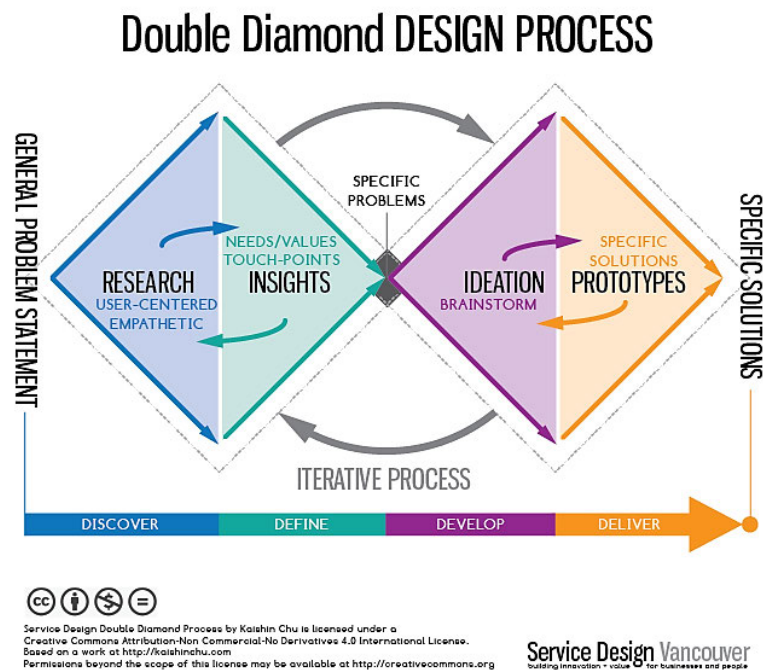 Double Diamond DESIGN PROCESS
GENERAL PROBLEM STATEMENT
SPECIFIC
PROBLEMS
SPECIFIC SOLUTIONS
RESEARCH
USER-CENTERED
EMPATHETIC
NEEDS/VALUES
TOUCH-POINTS
INSIGHTS
IDEATION
BRAINSTORM
SPECIFIC
SOLUTIONS
PROTOTYPES
ITERATIVE PROCESS
DISCOVER
DEFINE
DEVELOP
DELIVER
cc
Service Design Double Diamond Process by Kaishin Chu is licensed under a
Creative Commons Attribution-Non Commercial-No Derivatives 4.0 International License.
Based on a work at http://kaishinchu.com
Permissions beyond the scope of this license may be available at http://creativecommons.org
Service Design Vancouver
building innovation + value for businesses and people